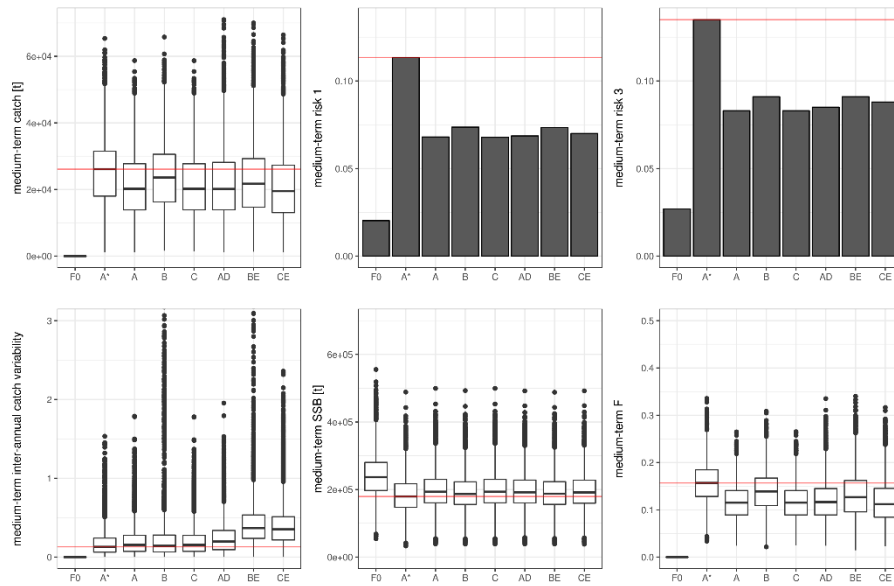 medium-term catch [t]
6e+04
4e+04
2e+04
0e+00
F0 A* A B C AD BE CE
medium-term risk 1
0.10
0.05
0.00
F0 A* A B C AD BE CE
medium-term risk 3
0.10
0.05
0.00
F0 A* A B C AD BE CE
medium-term inter-annual catch variability
3
2
1
0
F0 A* A B C AD BE CE
medium-term SSB [t]
6e+05
4e+05
2e+05
0e+00
F0 A* A B C AD BE CE
medium-term F
0.5
0.4
0.3
0.2
0.1
0.0
F0 A* A B C AD BE CE